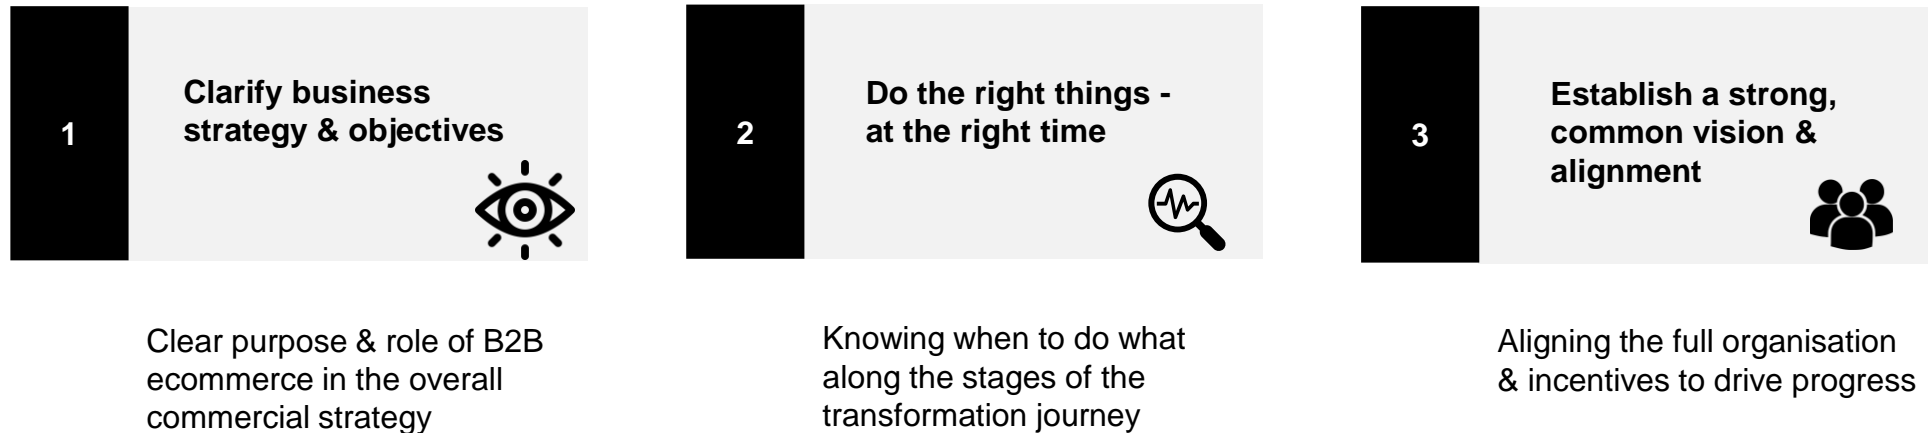 1
Clarify business
strategy & objectives
Clear purpose & role of B2B
ecommerce in the overall
commercial strategy
2
Do the right things -
at the right time
Knowing when to do what
along the stages of the
transformation journey
3
Establish a strong,
common vision &
alignment
Aligning the full organisation
& incentives to drive progress